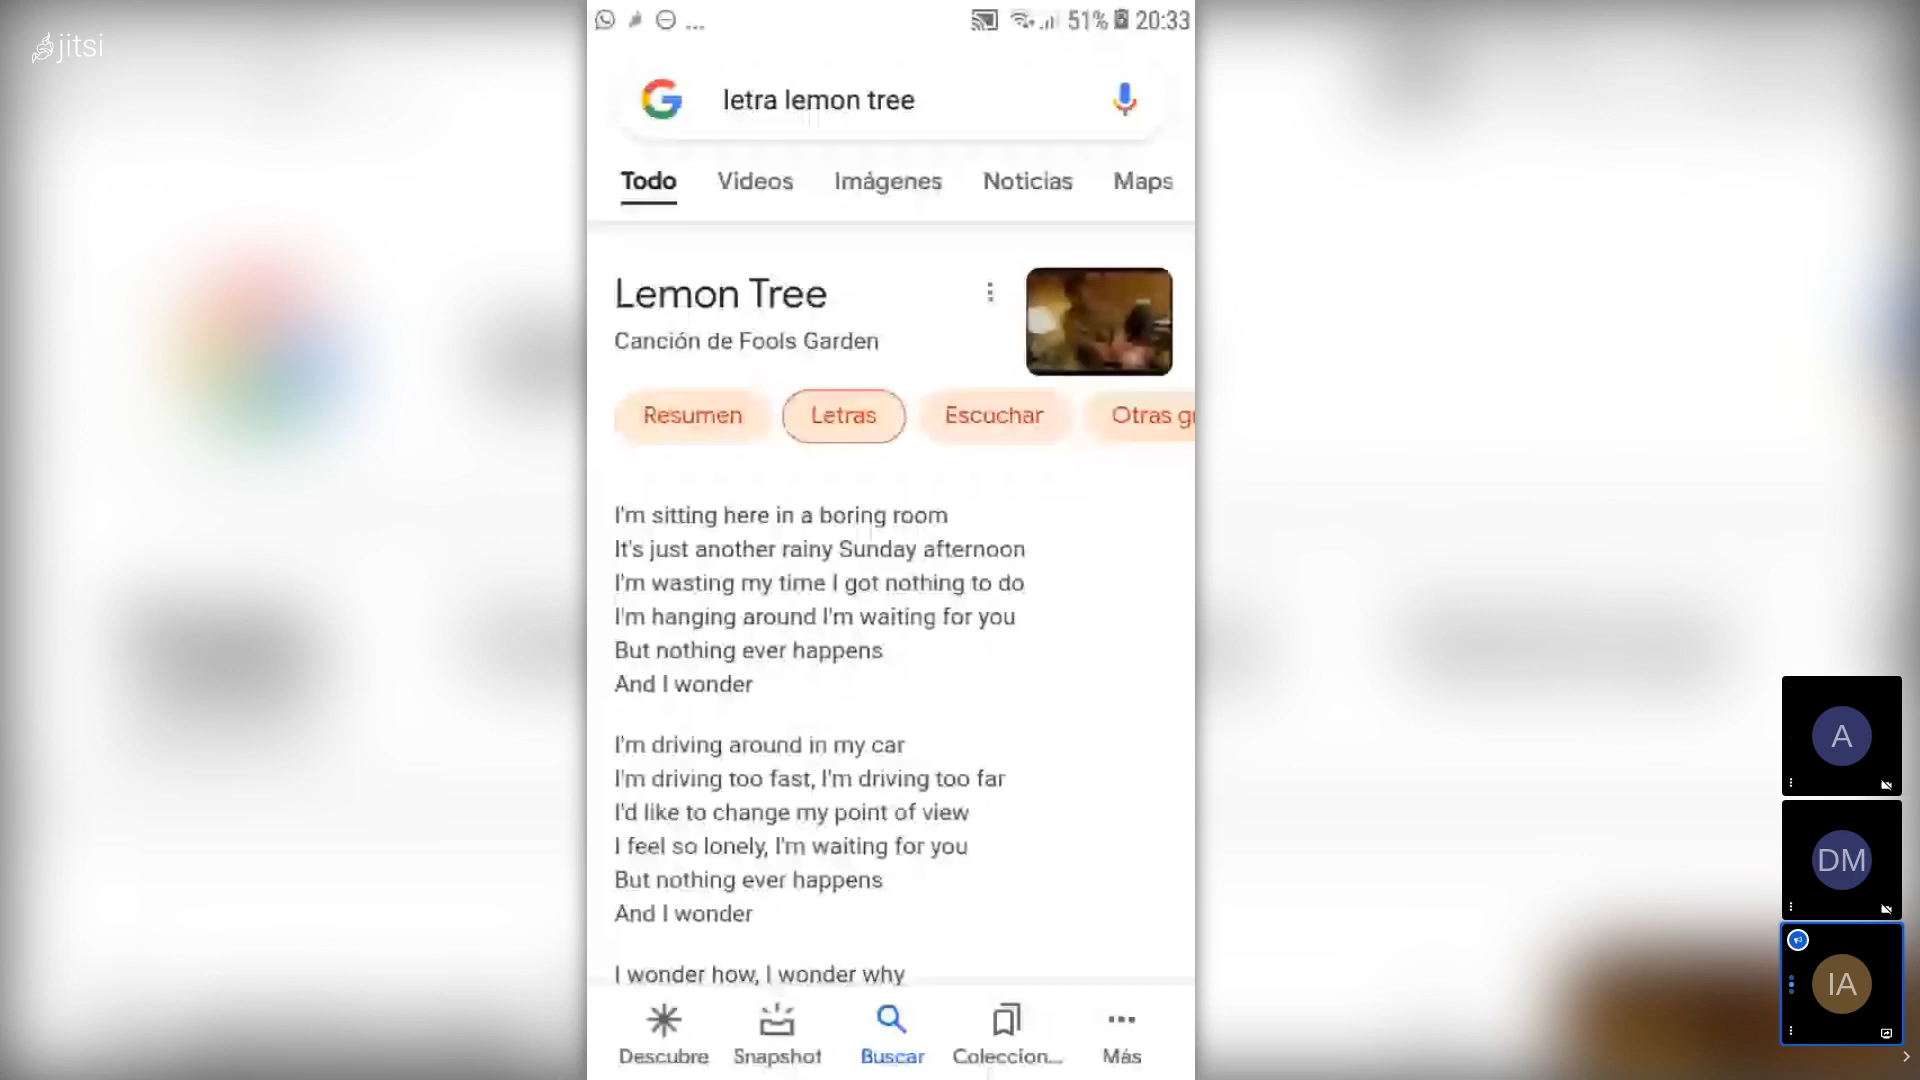 jitsi
... 51% 20:33
letra lemon tree
Todo Videos Imágenes Noticias Maps
Lemon Tree
Canción de Fools Garden
Resumen Letras Escuchar Otras g
I'm sitting here in a boring room
It's just another rainy Sunday afternoon
I'm wasting my time I got nothing to do
I'm hanging around I'm waiting for you
But nothing ever happens
And I wonder
I'm driving around in my car
I'm driving too fast, I'm driving too far
I'd like to change my point of view
I feel so lonely, I'm waiting for you
But nothing ever happens
And I wonder
I wonder how, I wonder why
Descubre Snapshot Buscar Coleccion... Más
A
DM
IA